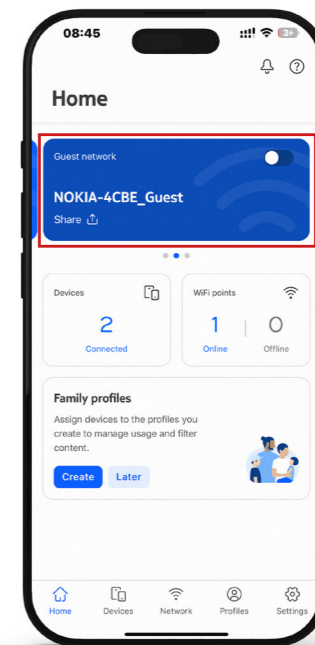 08:45
Home
Guest network
NOKIA-4CBE_Guest
Share
Devices
2
Connected
WiFi points
1
Online
0
Offline
Family profiles
Assign devices to the profiles you
create to manage usage and filter
content.
Create Later
Home Devices Network Profiles Settings